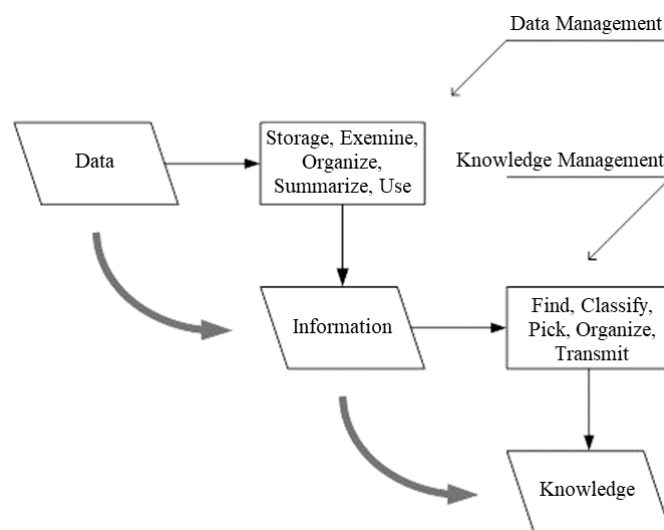 Data Management
Storage, Exemine,
Organize,
Summarize, Use
Data
Knowledge Management
Information
Find, Classify,
Pick, Organize,
Transmit
Knowledge